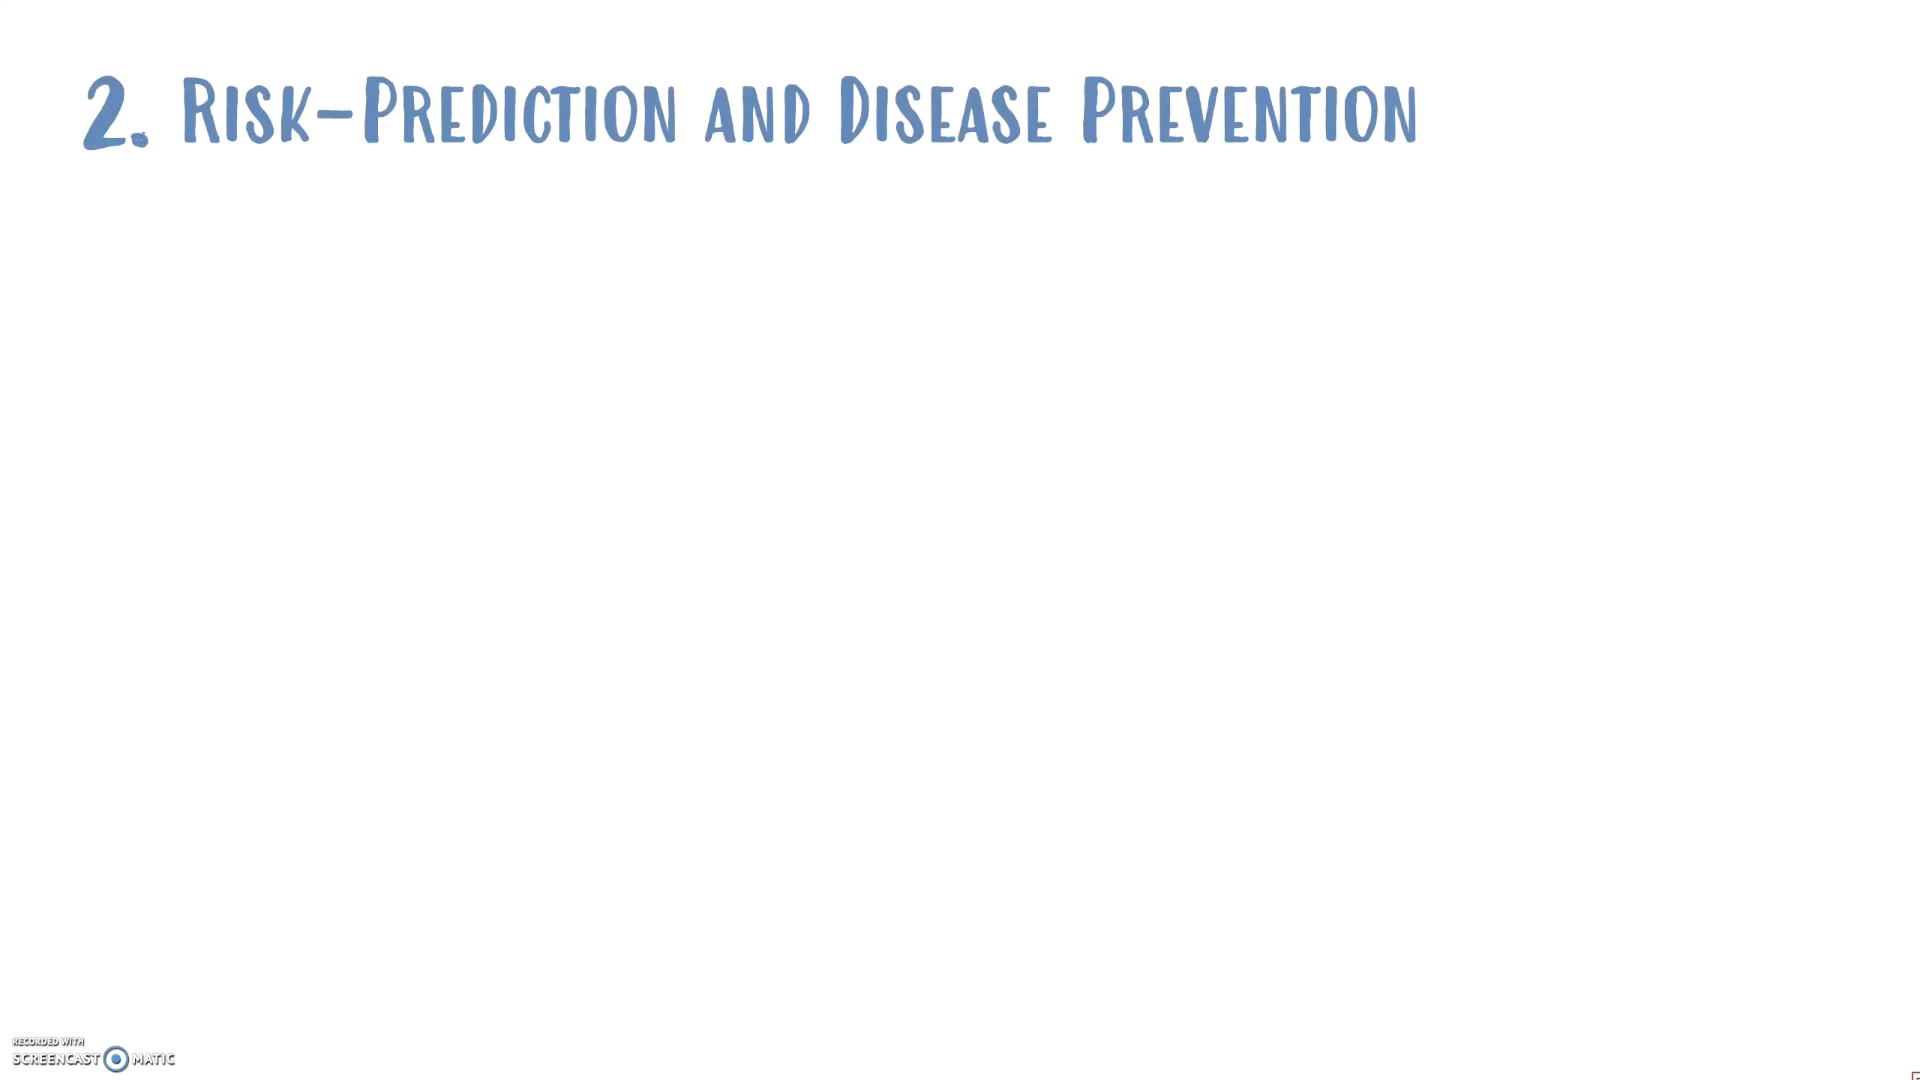 2. Risk-Prediction and Disease Prevention
RECORDED WITH
SCREENCAST MATIC